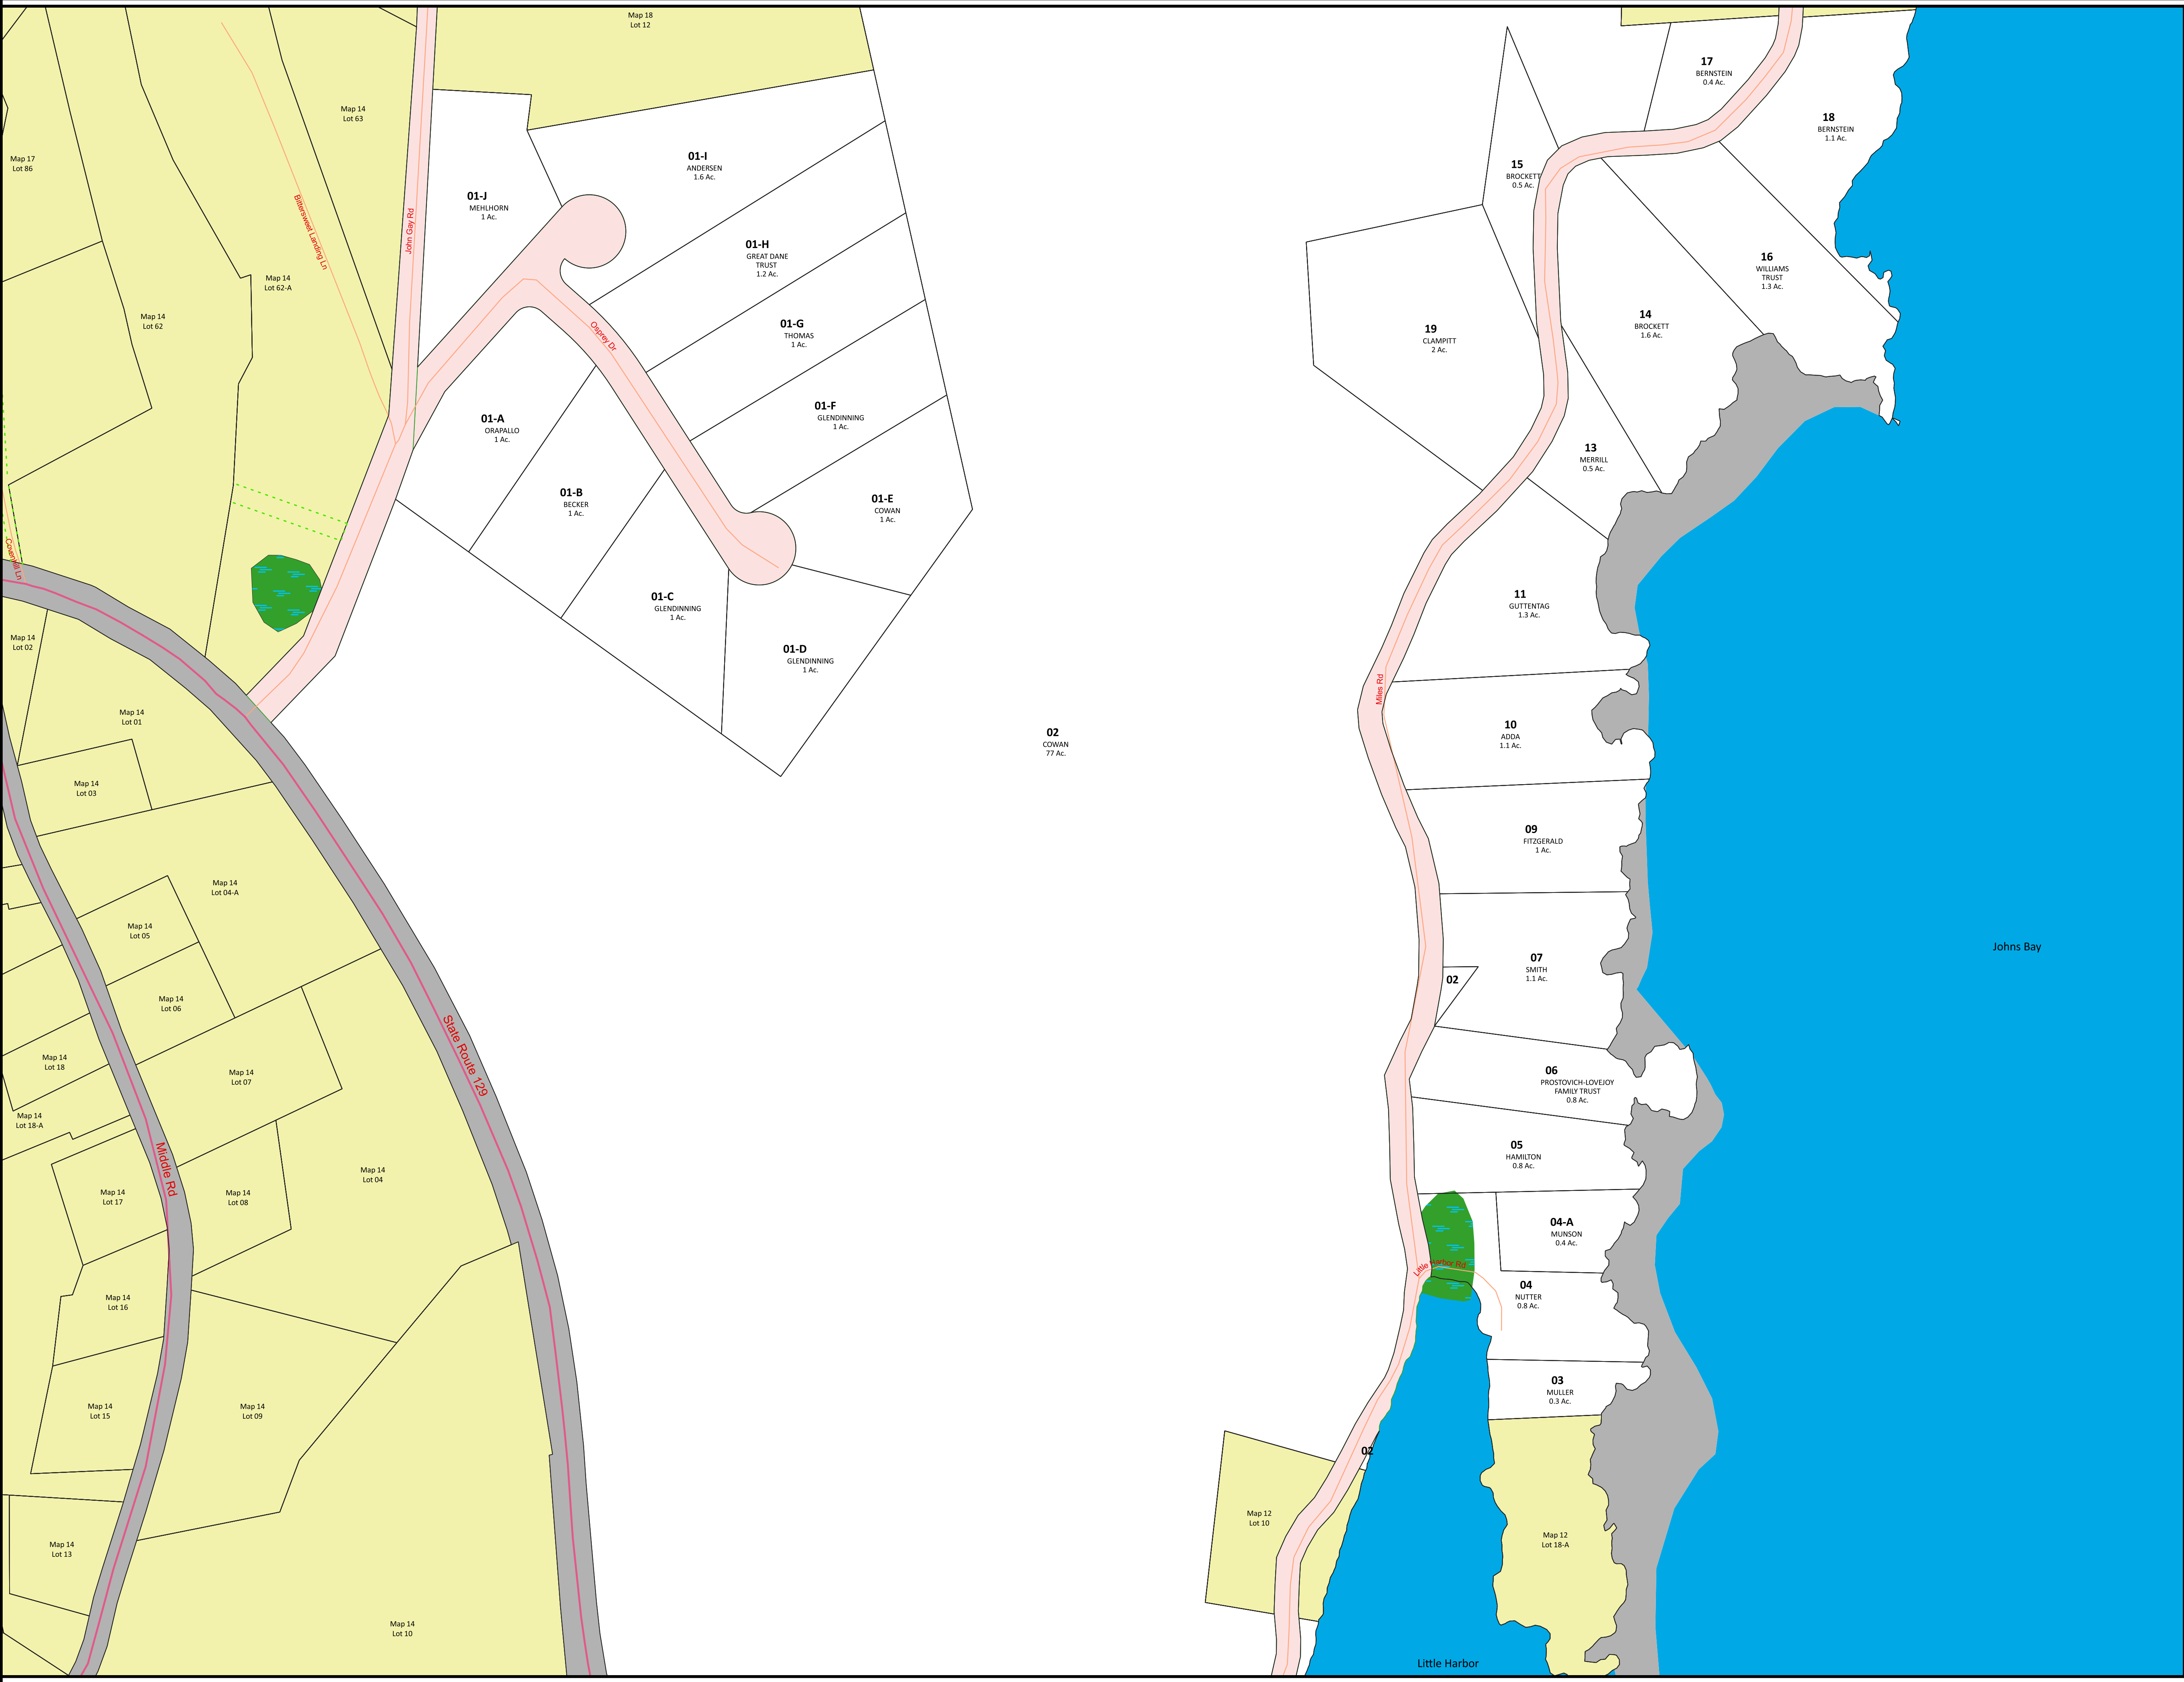 Map 18
Lot 12
Map 14
Lot 63
Map 17
Lot 86
Bittersweet Landing Ln
John Gay Rd
Map 14
Lot 62-A
Map 14
Lot 62
01-J
MEHLHORN
1 Ac.
01-I
ANDERSEN
1.6 Ac.
01-H
GREAT DANE
TRUST
1.2 Ac.
01-G
THOMAS
1 Ac.
Osprey Dr
01-F
GLENDINNING
1 Ac.
01-A
ORAPALLO
1 Ac.
01-B
BECKER
1 Ac.
01-E
COWAN
1 Ac.
01-C
GLENDINNING
1 Ac.
01-D
GLENDINNING
1 Ac.
02
COWAN
77 Ac.
17
BERNSTEIN
0.4 Ac.
18
BERNSTEIN
1.1 Ac.
15
BROCKETT
0.5 Ac.
16
WILLIAMS
TRUST
1.3 Ac.
14
BROCKETT
1.6 Ac.
19
CLAMPITT
2 Ac.
13
MERRILL
0.5 Ac.
11
GUTTENTAG
1.3 Ac.
Miles Rd
10
ADDA
1.1 Ac.
09
FITZGERALD
1 Ac.
07
SMITH
1.1 Ac.
02
06
PROSTOVICH-LOVEJOY
FAMILY TRUST
0.8 Ac.
05
HAMILTON
0.8 Ac.
04-A
MUNSON
0.4 Ac.
Little Harbor Rd
04
NUTTER
0.8 Ac.
03
MULLER
0.3 Ac.
02
Map 12
Lot 10
Map 12
Lot 18-A
Little Harbor
Johns Bay
Map 14
Lot 02
Map 14
Lot 01
Map 14
Lot 03
Map 14
Lot 04-A
Map 14
Lot 05
Map 14
Lot 06
State Route 129
Map 14
Lot 18
Map 14
Lot 07
Map 14
Lot 18-A
Middle Rd
Map 14
Lot 04
Map 14
Lot 17
Map 14
Lot 08
Map 14
Lot 16
Map 14
Lot 15
Map 14
Lot 09
Map 14
Lot 13
Map 14
Lot 10